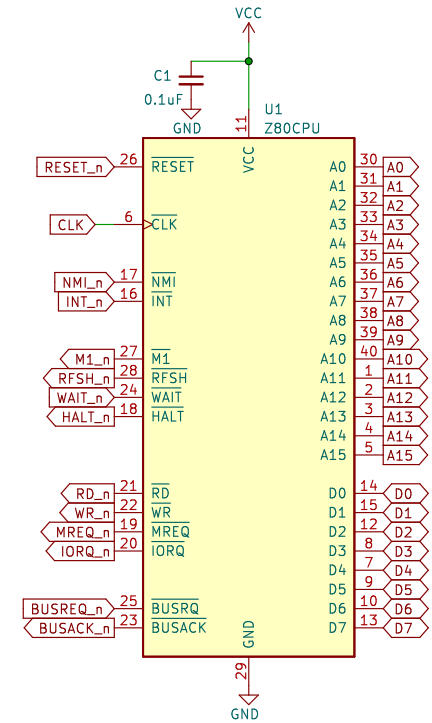 VCC
C1
0.1uF
GND
U1
Z80CPU
11
VCC
RESET_n 26 RESET A0 30 A0
A1 31 A1
A2 32 A2
CLK 6 CLK A3 33 A3
A4 34 A4
A5 35 A5
NMI_n 17 NMI A6 36 A6
INT_n 16 INT A7 37 A7
A8 38 A8
A9 39 A9
M1_n 27 M1 A10 40 A10
RFSH_n 28 RFSH A11 1 A11
WAIT_n 24 WAIT A12 2 A12
HALT_n 18 HALT A13 3 A13
A14 4 A14
A15 5 A15
RD_n 21 RD D0 14 D0
WR_n 22 WR D1 15 D1
MREQ_n 19 MREQ D2 12 D2
IORQ_n 20 IORQ D3 8 D3
D4 7 D4
D5 9 D5
BUSREQ_n 25 BUSRQ D6 10 D6
BUSACK_n 23 BUSACK D7 13 D7
GND
29
GND